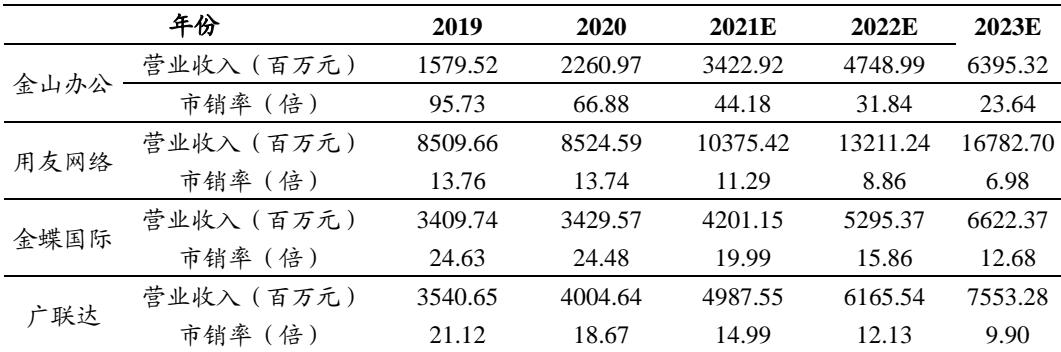 年份 2019 2020 2021E 2022E 2023E
金山办公 营业收入（百万元） 1579.52 2260.97 3422.92 4748.99 6395.32
市销率（倍） 95.73 66.88 44.18 31.84 23.64
用友网络 营业收入（百万元） 8509.66 8524.59 10375.42 13211.24 16782.70
市销率（倍） 13.76 13.74 11.29 8.86 6.98
金蝶国际 营业收入（百万元） 3409.74 3429.57 4201.15 5295.37 6622.37
市销率（倍） 24.63 24.48 19.99 15.86 12.68
广联达 营业收入（百万元） 3540.65 4004.64 4987.55 6165.54 7553.28
市销率（倍） 21.12 18.67 14.99 12.13 9.90